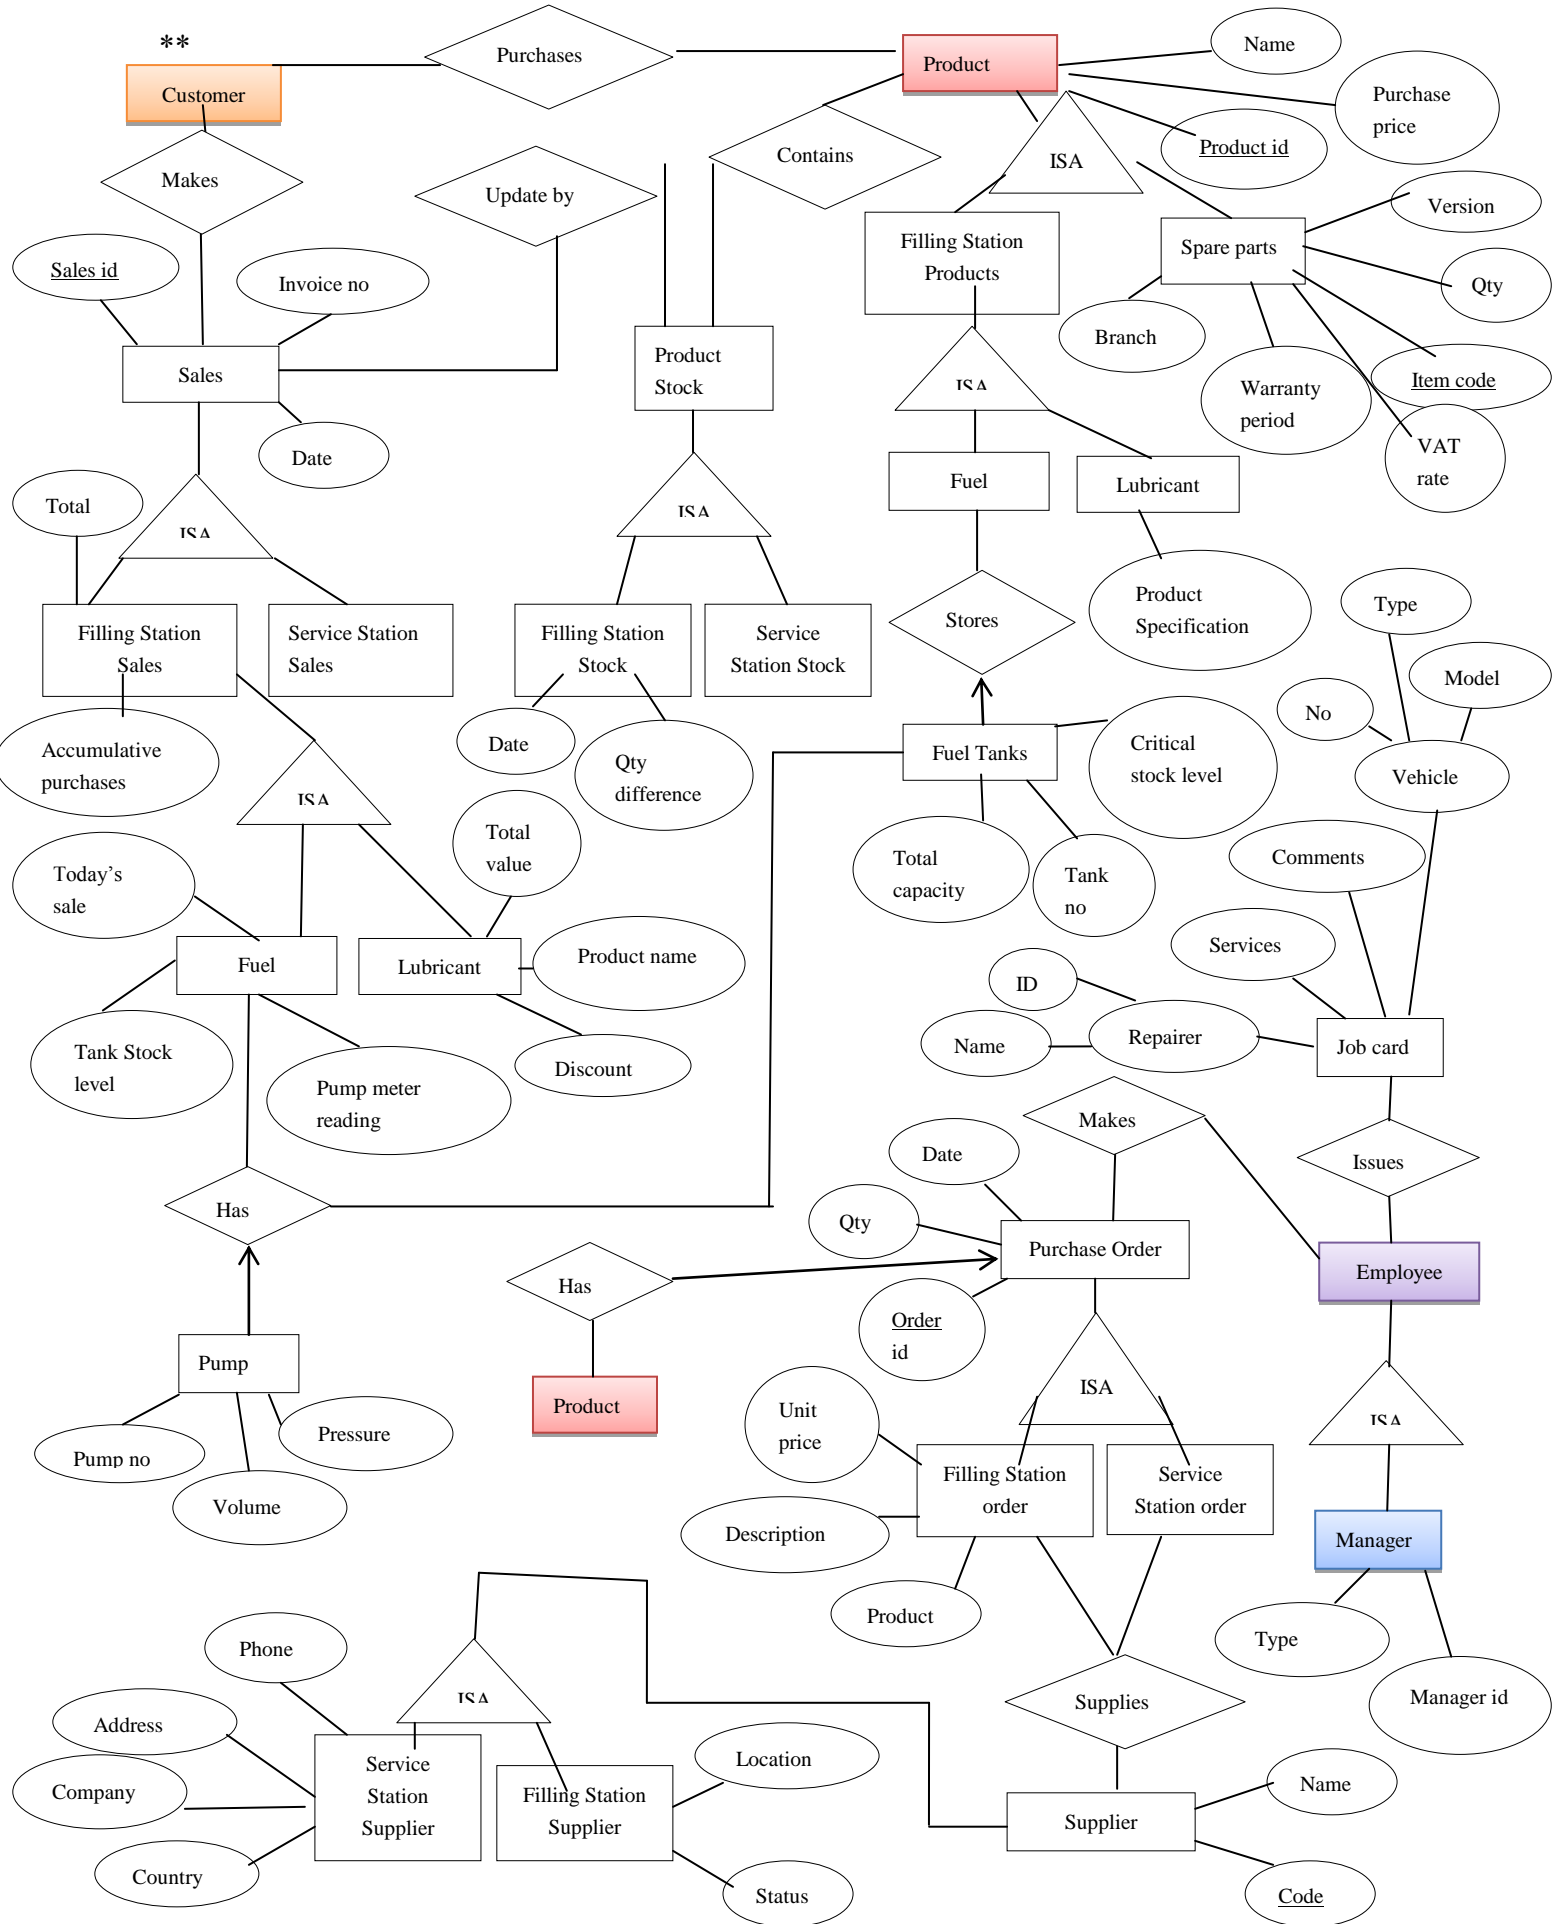 **
Purchases
Product
Name
Customer
Purchase
price
Product id
Contains
ISA
Makes
Update by
Version
Filling Station
Products
Spare parts
Sales id
Invoice no
Qty
Branch
Product
Stock
Sales
ISA
Item code
Warranty
period
Date
VAT
rate
Fuel
Lubricant
Total
ISA
ISA
Product
Specification
Type
Stores
Filling Station
Sales
Service Station
Sales
Filling Station
Stock
Service
Station Stock
Model
No
Accumulative
purchases
Date
Qty
difference
Fuel Tanks
Critical
stock level
Vehicle
ISA
Total
value
Total
capacity
Tank
no
Comments
Today's
sale
Services
Fuel
Lubricant
Product name
ID
Name
Repairer
Job card
Tank Stock
level
Pump meter
reading
Discount
Makes
Date
Issues
Has
Qty
Purchase Order
Employee
Has
Order
id
Pump
Product
ISA
Unit
price
ISA
Pump no
Pressure
Volume
Filling Station
order
Service
Station order
Description
Manager
Product
Type
Phone
Manager id
ISA
Supplies
Address
Location
Company
Service
Station
Supplier
Filling Station
Supplier
Name
Supplier
Country
Status
Code